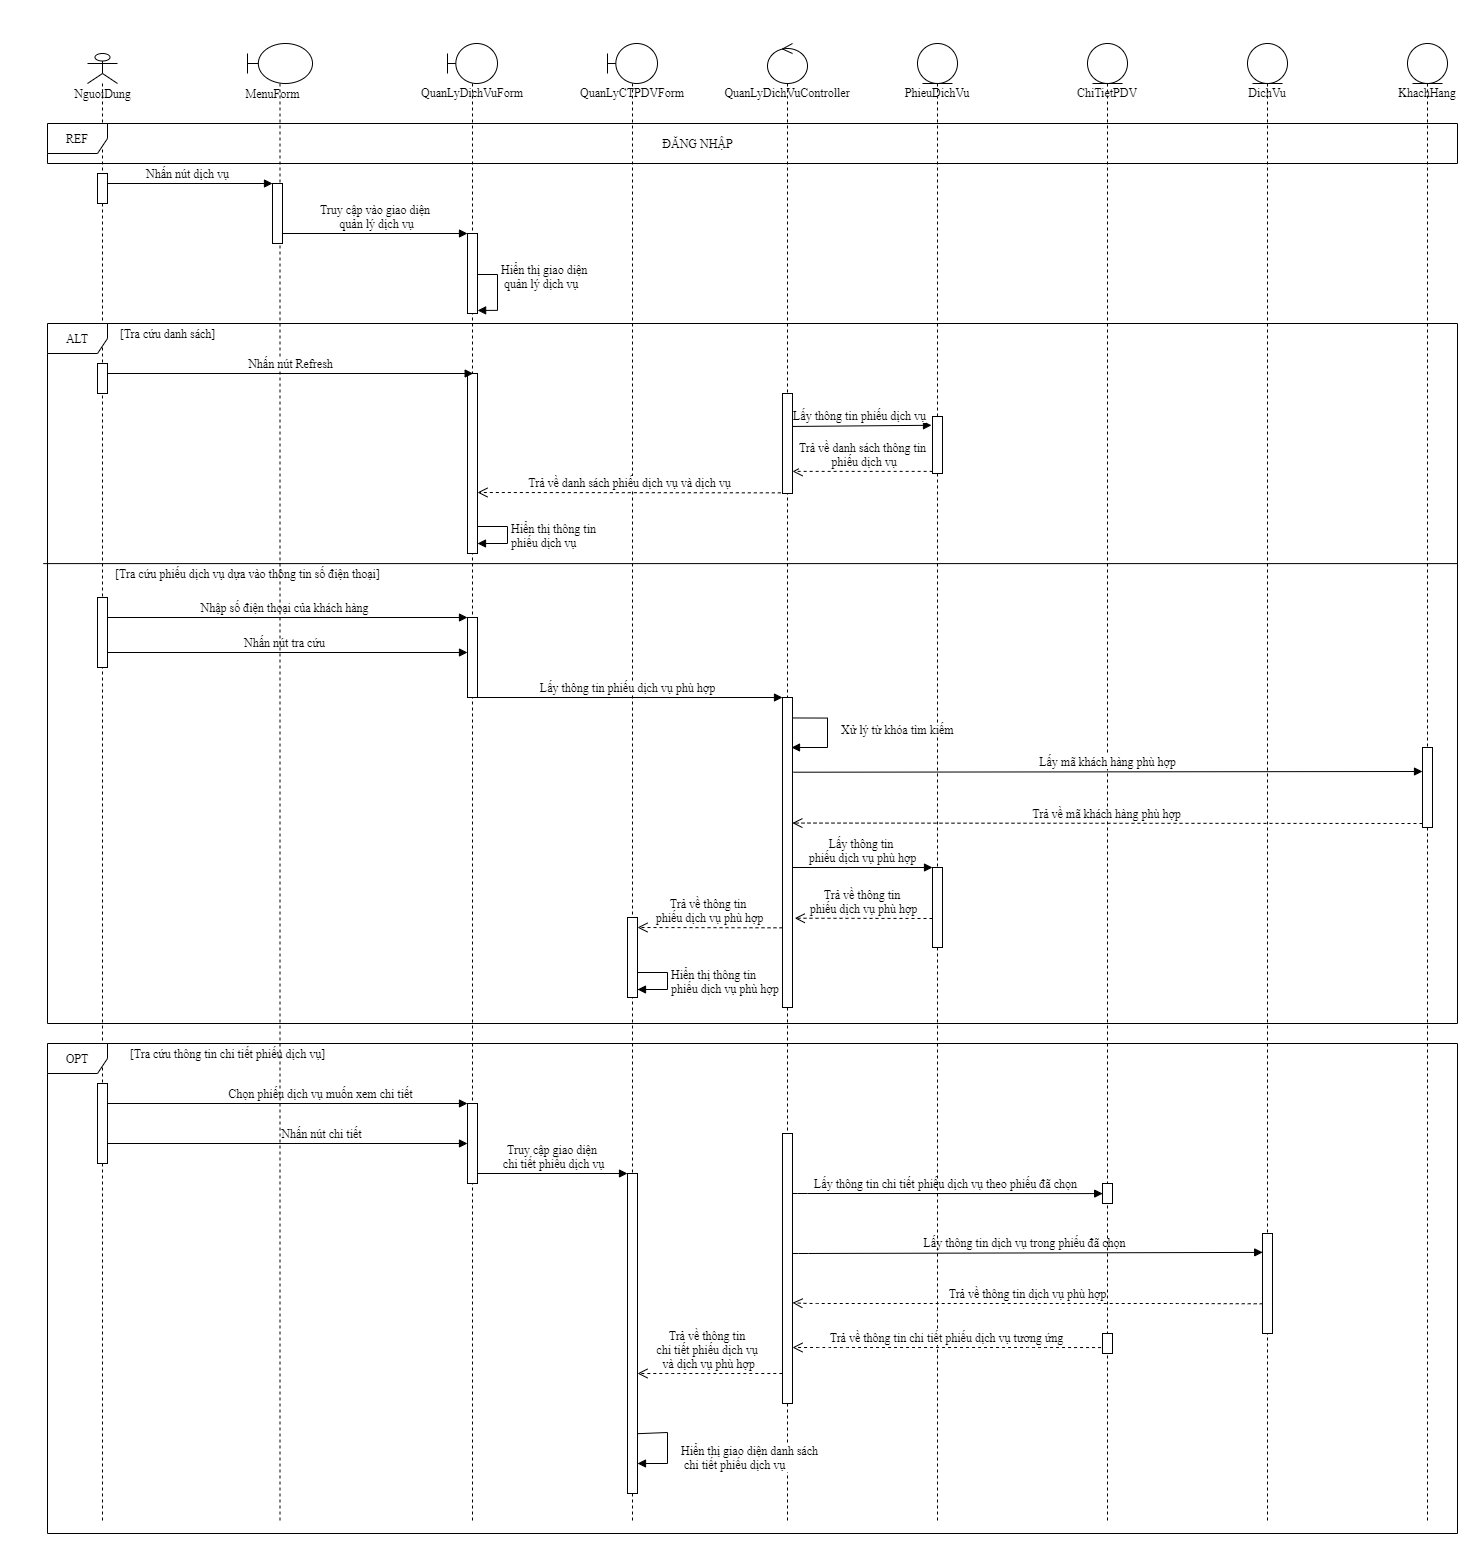 NguoiDung
MenuForm
QuanLyDichVuForm
QuanLyCTPDVForm
QuanLyDichVuController
PhieuDichVu
ChiTietPDV
DichVu
KhachHang
REF
ĐĂNG NHẬP
Nhấn nút dịch vụ
Truy cập vào giao diện
quản lý dịch vụ
Hiển thị giao diện
quản lý dịch vụ
ALT
[Tra cứu danh sách]
Nhấn nút Refresh
Lấy thông tin phiếu dịch vụ
Trả về danh sách thông tin
phiếu dịch vụ
Trả về danh sách phiếu dịch vụ và dịch vụ
Hiển thị thông tin
phiếu dịch vụ
[Tra cứu phiếu dịch vụ dựa vào thông tin số điện thoại]
Nhập số điện thoại của khách hàng
Nhấn nút tra cứu
Lấy thông tin phiếu dịch vụ phù hợp
Xử lý từ khóa tìm kiếm
Lấy mã khách hàng phù hợp
Trả về mã khách hàng phù hợp
Lấy thông tin
phiếu dịch vụ phù hợp
Trả về thông tin
phiếu dịch vụ phù hợp
Trả về thông tin
phiếu dịch vụ phù hợp
Hiển thị thông tin
phiếu dịch vụ phù hợp
OPT
[Tra cứu thông tin chi tiết phiếu dịch vụ]
Chọn phiếu dịch vụ muốn xem chi tiết
Nhấn nút chi tiết
Truy cập giao diện
chi tiết phiếu dịch vụ
Lấy thông tin chi tiết phiếu dịch vụ theo phiếu đã chọn
Lấy thông tin dịch vụ trong phiếu đã chọn
Trả về thông tin dịch vụ phù hợp
Trả về thông tin chi tiết phiếu dịch vụ tương ứng
Trả về thông tin
chi tiết phiếu dịch vụ
và dịch vụ phù hợp
Hiển thị giao diện danh sách
chi tiết phiếu dịch vụ